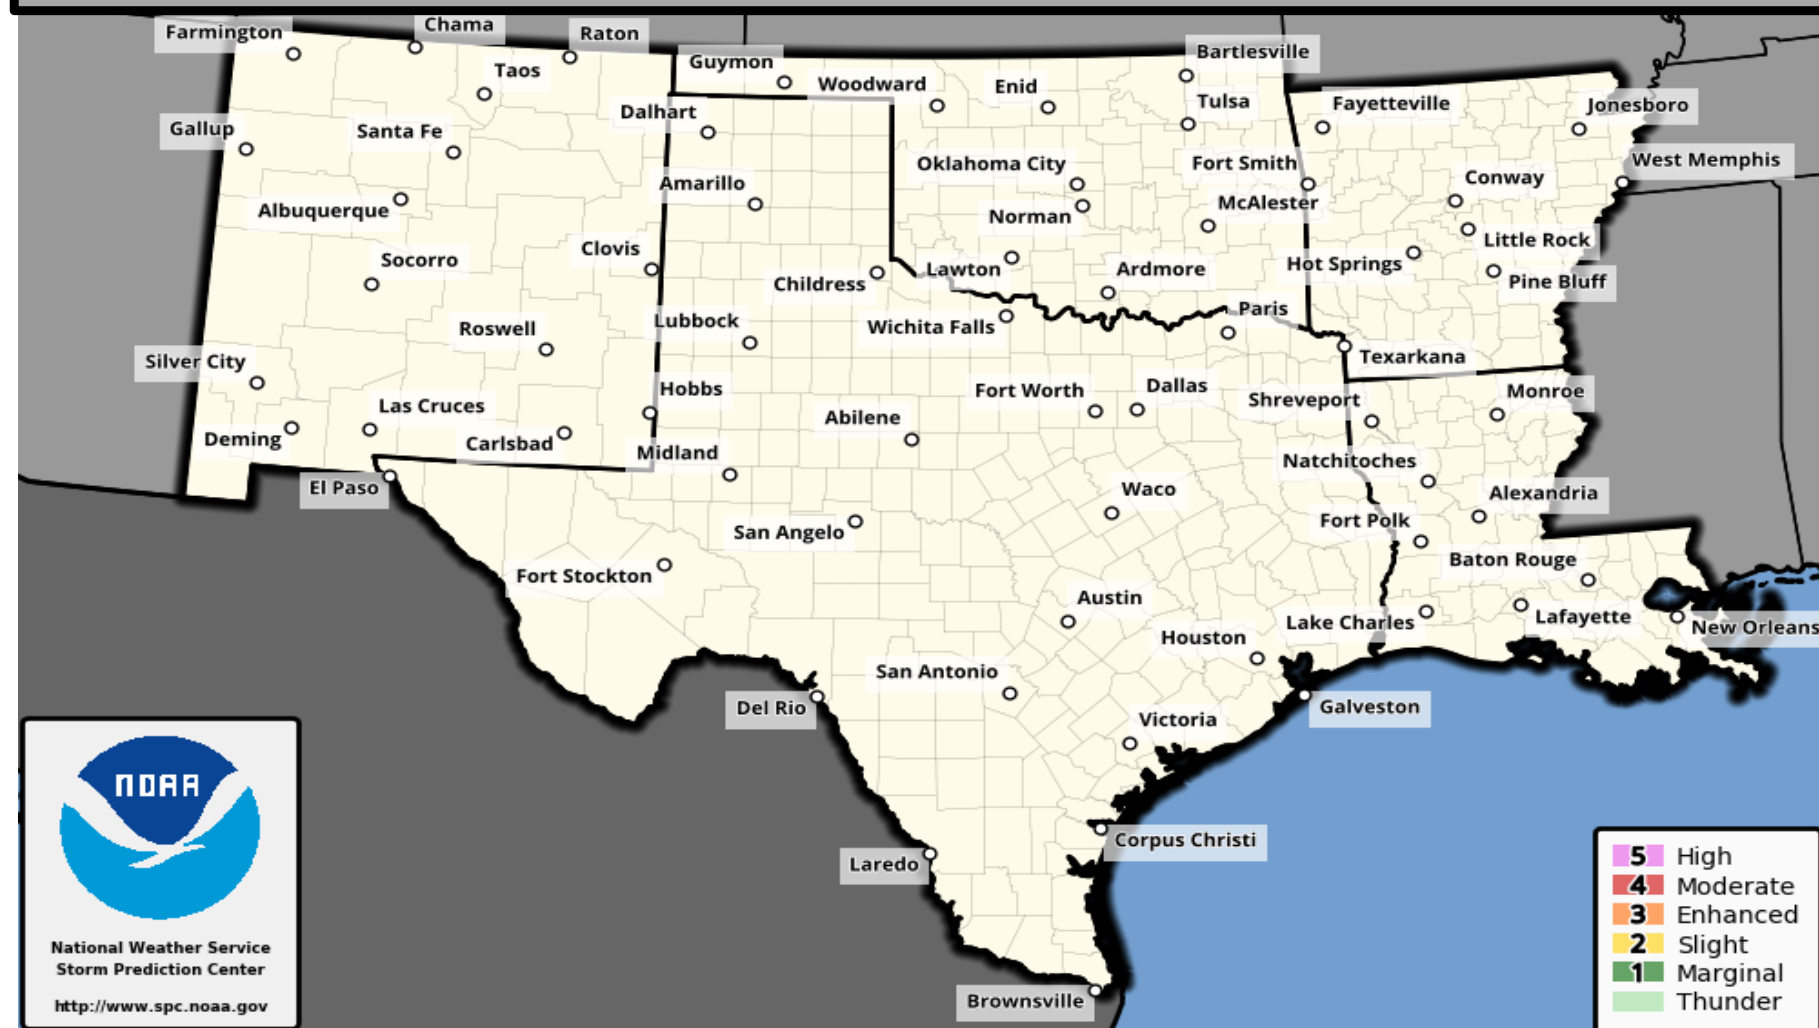 Farmington
Chama
Raton
Taos
Guymon
Woodward
Enid
Bartlesville
Tulsa
Fayetteville
Jonesboro
Gallup
Santa Fe
Dalhart
Oklahoma City
Fort Smith
Conway
West Memphis
Albuquerque
Amarillo
Norman
McAlester
Little Rock
Socorro
Clovis
Childress
Lawton
Ardmore
Hot Springs
Pine Bluff
Roswell
Lubbock
Wichita Falls
Paris
Texarkana
Silver City
Hobbs
Fort Worth
Dallas
Shreveport
Monroe
Deming
Las Cruces
Carlsbad
Midland
Abilene
Natchitoches
El Paso
San Angelo
Waco
Fort Polk
Alexandria
Fort Stockton
Austin
Baton Rouge
Houston
Lake Charles
Lafayette
New Orleans
Del Rio
San Antonio
Victoria
Galveston
Laredo
Corpus Christi
Brownsville
NOAA
National Weather Service
Storm Prediction Center
http://www.spc.noaa.gov
5 High
4 Moderate
3 Enhanced
2 Slight
1 Marginal
Thunder